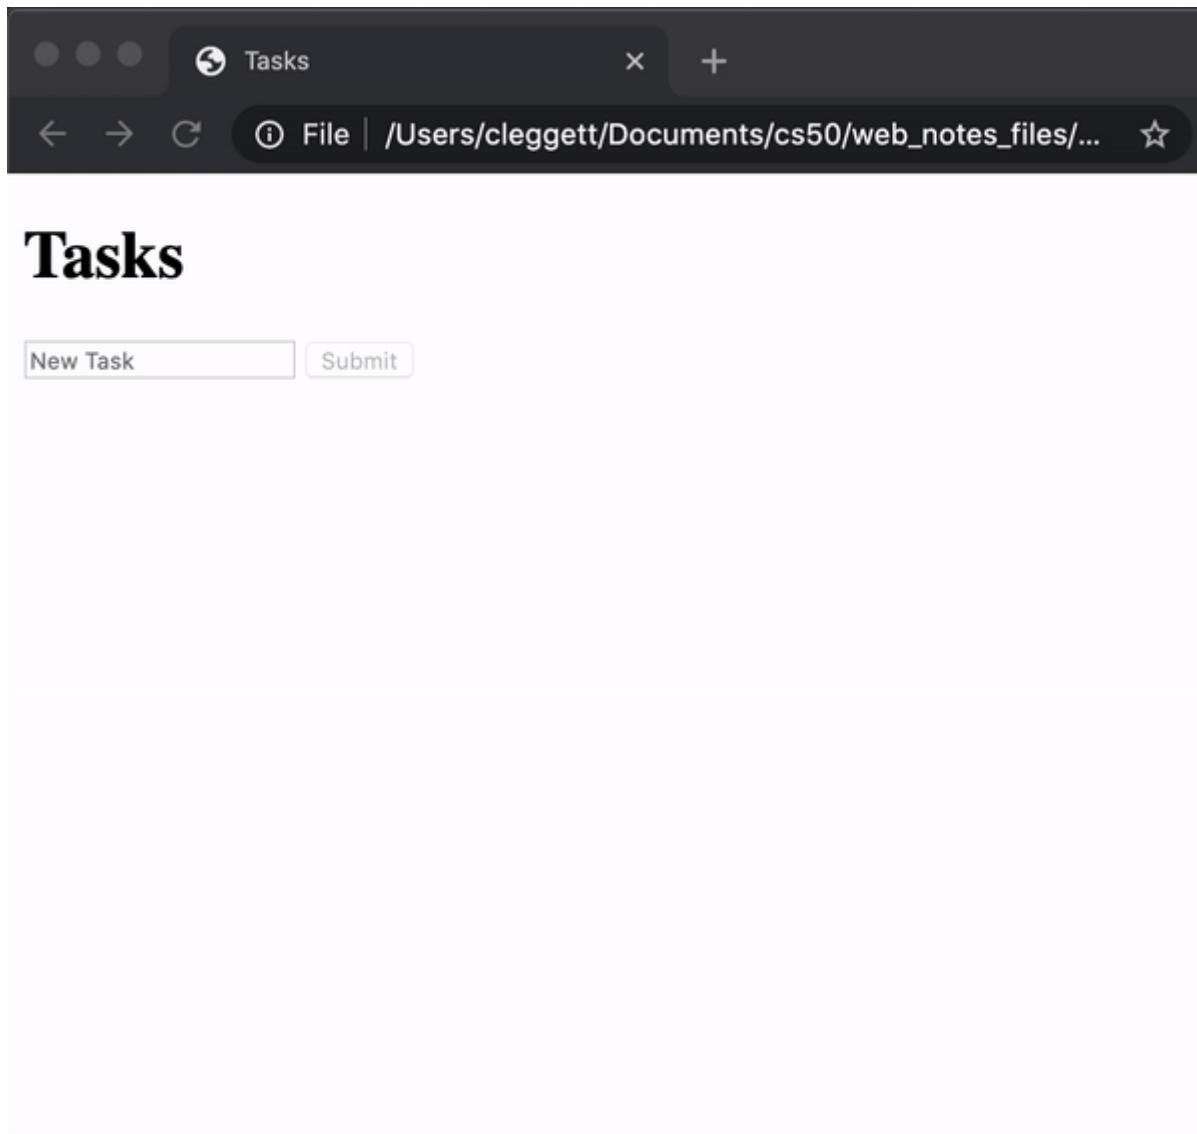 Tasks
File | /Users/cleggett/Documents/cs50/web_notes_files/...
Tasks
New Task Submit